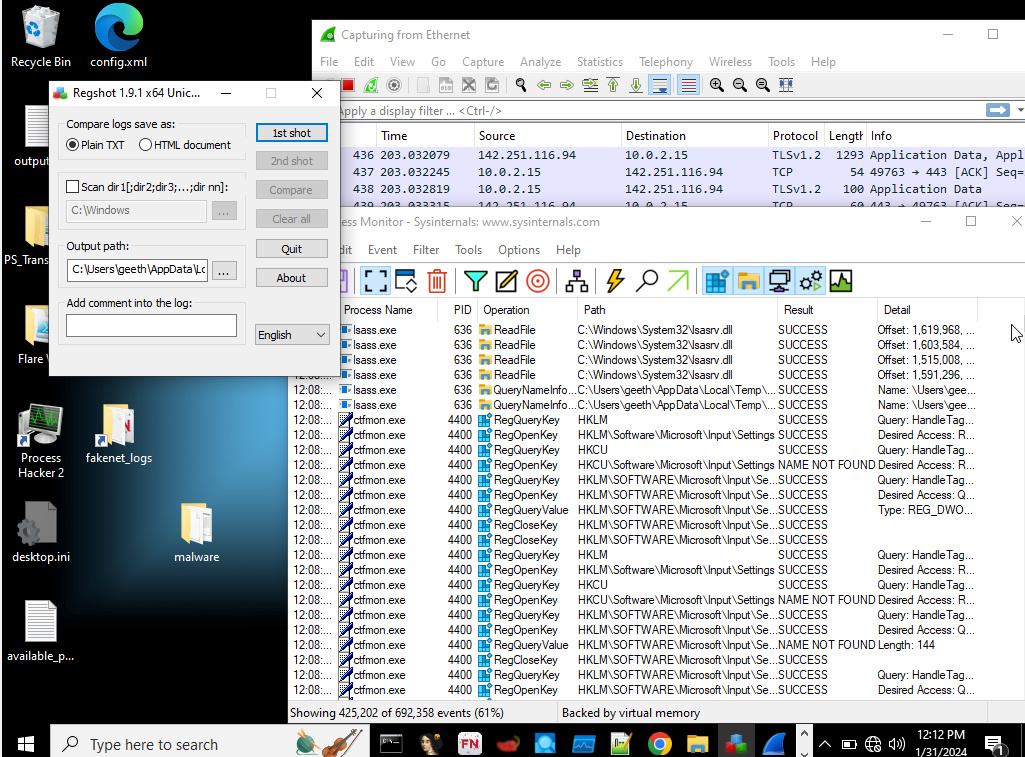 Recycle Bin
config.xml
output
PS_Trans
Flare
Process
Hacker 2
fakenet_logs
desktop.ini
malware
available_p...
Regshot 1.9.1 x64 Unic...
Compare logs save as:
Plain TXT
HTML document
Scan dir1[;dir2;dir3;...;dir nn]:
C:\Windows
...
Output path:
C:\Users\geeth\AppData\Lc
...
Add comment into the log:
1st shot
2nd shot
Compare
Clear all
Quit
About
English
Capturing from Ethernet
File Edit View Go Capture Analyze Statistics Telephony Wireless Tools Help
Apply a display filter ... <Ctrl-/>
Time Source Destination Protocol Length Info
436 203.032079 142.251.116.94 10.0.2.15 TLSv1.2 1293 Application Data, Appl
437 203.032245 10.0.2.15 142.251.116.94 TCP 54 49763 → 443 [ACK] Seq=
438 203.032819 10.0.2.15 142.251.116.94 TLSv1.2 100 Application Data
439 203.033315 142.251.116.94 10.0.2.15 TCP 60 443 → 49763 [ACK] Seq=
ess Monitor - Sysinternals: www.sysinternals.com
dit Event Filter Tools Options Help
Process Name PID Operation Path Result Detail
lsass.exe 636 ReadFile C:\Windows\System32\lsasrv.dll SUCCESS Offset: 1,619,968, ...
lsass.exe 636 ReadFile C:\Windows\System32\lsasrv.dll SUCCESS Offset: 1,603,584, ...
lsass.exe 636 ReadFile C:\Windows\System32\lsasrv.dll SUCCESS Offset: 1,515,008, ...
12:08:... lsass.exe 636 ReadFile C:\Windows\System32\lsasrv.dll SUCCESS Offset: 1,591,296, ...
12:08:... lsass.exe 636 QueryNameInfo... C:\Users\geeth\AppData\Local\Temp\... SUCCESS Name: \Users\gee...
12:08:... lsass.exe 636 QueryNameInfo... C:\Users\geeth\AppData\Local\Temp\... SUCCESS Name: \Users\gee...
12:08:... ctfmon.exe 4400 RegQueryKey HKLM SUCCESS Query: HandleTag...
12:08:... ctfmon.exe 4400 RegOpenKey HKLM\Software\Microsoft\Input\Settings SUCCESS Desired Access: R...
12:08:... ctfmon.exe 4400 RegQueryKey HKCU SUCCESS Query: HandleTag...
12:08:... ctfmon.exe 4400 RegOpenKey HKCU\Software\Microsoft\Input\Settings NAME NOT FOUND Desired Access: R...
12:08:... ctfmon.exe 4400 RegQueryKey HKLM\SOFTWARE\Microsoft\Input\Se... SUCCESS Query: HandleTag...
12:08:... ctfmon.exe 4400 RegOpenKey HKLM\SOFTWARE\Microsoft\Input\Se... SUCCESS Desired Access: Q...
12:08:... ctfmon.exe 4400 RegQueryValue HKLM\SOFTWARE\Microsoft\Input\Se... SUCCESS Type: REG_DWO...
12:08:... ctfmon.exe 4400 RegCloseKey HKLM\SOFTWARE\Microsoft\Input\Se... SUCCESS
12:08:... ctfmon.exe 4400 RegCloseKey HKLM\SOFTWARE\Microsoft\Input\Se... SUCCESS
12:08:... ctfmon.exe 4400 RegQueryKey HKLM SUCCESS Query: HandleTag...
12:08:... ctfmon.exe 4400 RegOpenKey HKLM\Software\Microsoft\Input\Settings SUCCESS Desired Access: R...
12:08:... ctfmon.exe 4400 RegQueryKey HKCU SUCCESS Query: HandleTag...
12:08:... ctfmon.exe 4400 RegOpenKey HKCU\Software\Microsoft\Input\Settings NAME NOT FOUND Desired Access: R...
12:08:... ctfmon.exe 4400 RegQueryKey HKLM\SOFTWARE\Microsoft\Input\Se... SUCCESS Query: HandleTag...
12:08:... ctfmon.exe 4400 RegOpenKey HKLM\SOFTWARE\Microsoft\Input\Se... SUCCESS Desired Access: Q...
12:08:... ctfmon.exe 4400 RegQueryValue HKLM\SOFTWARE\Microsoft\Input\Se... NAME NOT FOUND Length: 144
12:08:... ctfmon.exe 4400 RegCloseKey HKLM\SOFTWARE\Microsoft\Input\Se... SUCCESS
12:08:... ctfmon.exe 4400 RegQueryKey HKLM\SOFTWARE\Microsoft\Input\Se... SUCCESS Query: HandleTag...
12:08:... ctfmon.exe 4400 RegOpenKey HKLM\SOFTWARE\Microsoft\Input\Se... SUCCESS Desired Access: Q...
Showing 425,202 of 692,358 events (61%) Backed by virtual memory
Type here to search
FN
12:12 PM
1/31/2024
1